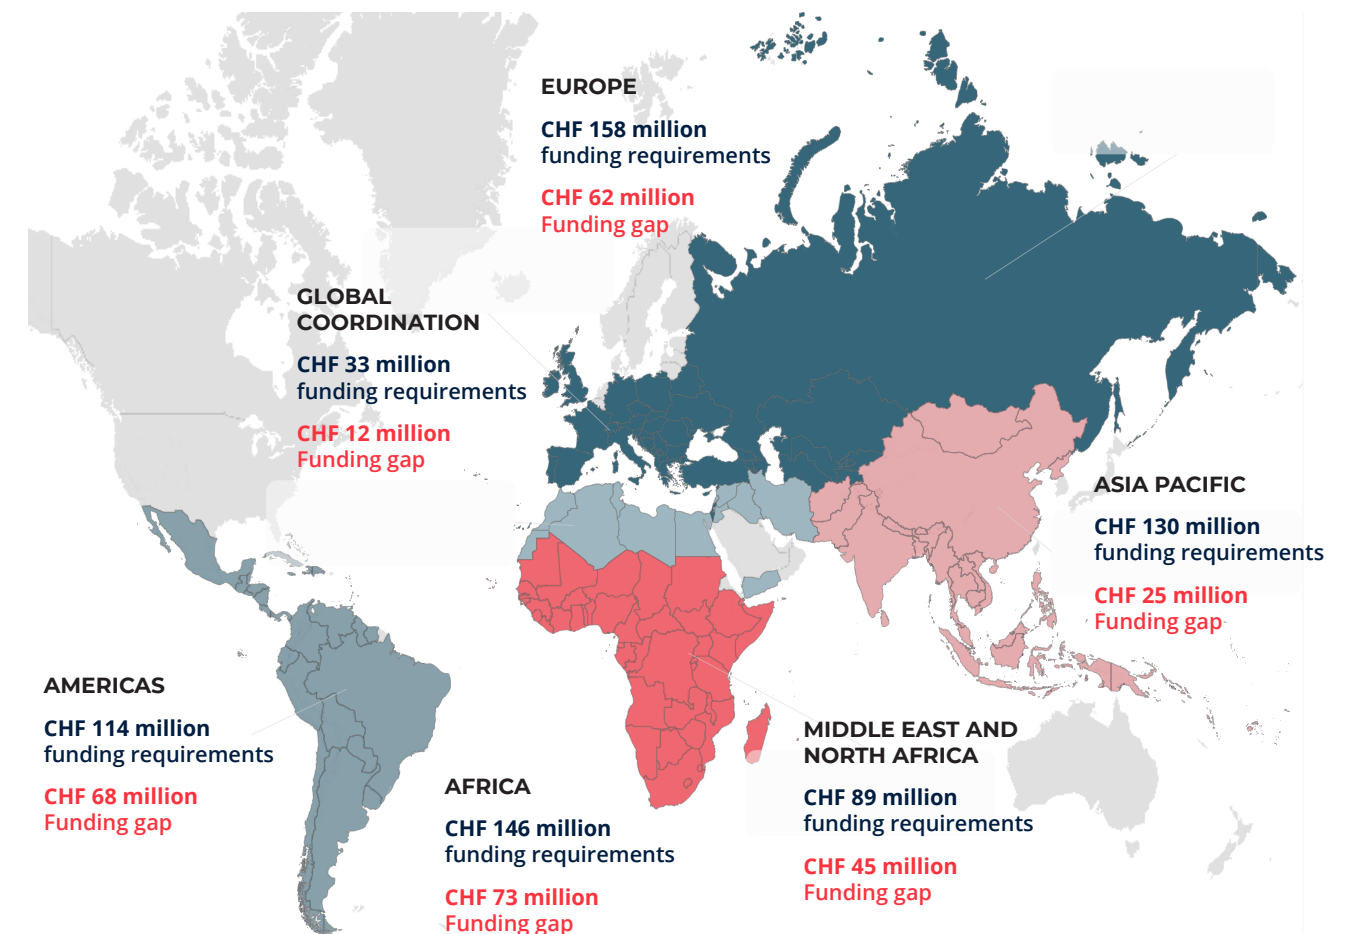 EUROPE
CHF 158 million
funding requirements
CHF 62 million
Funding gap
GLOBAL
COORDINATION
CHF 33 million
funding requirements
CHF 12 million
Funding gap
ASIA PACIFIC
CHF 130 million
funding requirements
CHF 25 million
Funding gap
AMERICAS
CHF 114 million
funding requirements
CHF 68 million
Funding gap
AFRICA
CHF 146 million
funding requirements
CHF 73 million
Funding gap
MIDDLE EAST AND
NORTH AFRICA
CHF 89 million
funding requirements
CHF 45 million
Funding gap